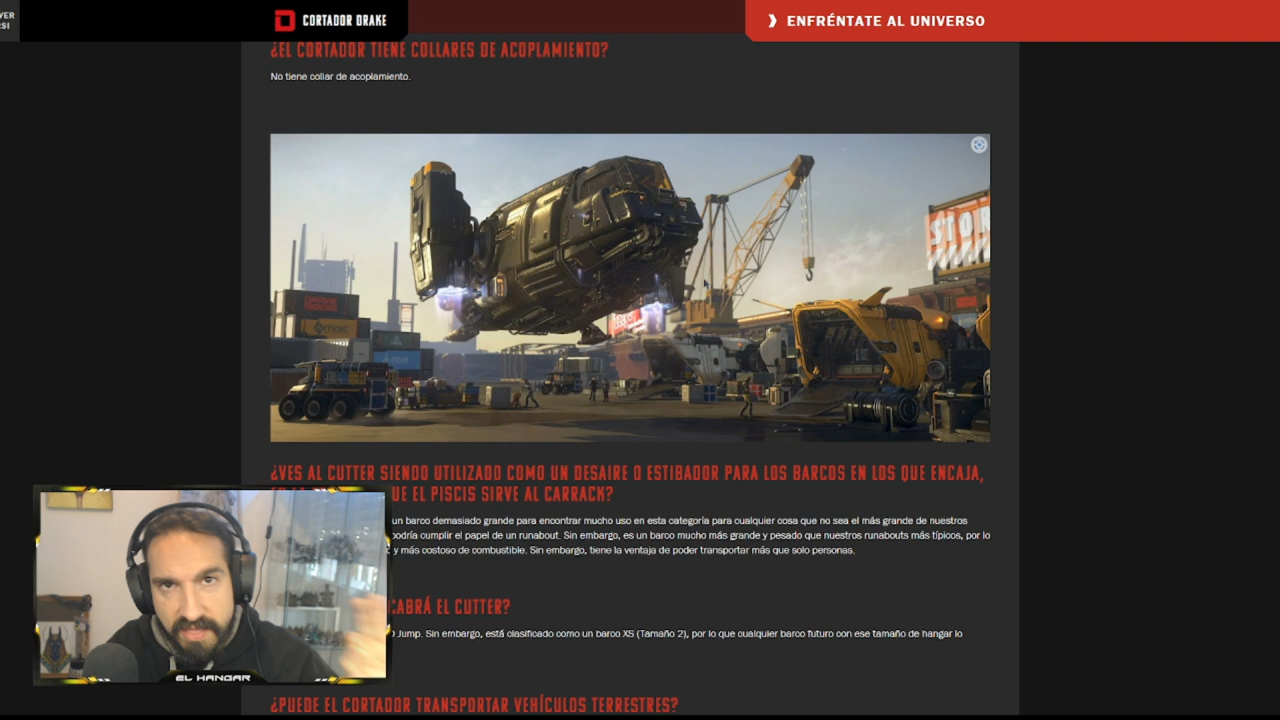 VER
RSI
CORTADOR DRAKE
❱ ENFRÉNTATE AL UNIVERSO
¿EL CORTADOR TIENE COLLARES DE ACOPLAMIENTO?
No tiene collar de acoplamiento.
STOR
¿VES AL CUTTER SIENDO UTILIZADO COMO UN DESAIRE O ESTIBADOR PARA LOS BARCOS EN LOS QUE ENCAJA,
UE EL PISCIS SIRVE AL CARRACK?
un barco demasiado grande para encontrar mucho uso en esta categoría para cualquier cosa que no sea el más grande de nuestros
podría cumplir el papel de un runabout. Sin embargo, es un barco mucho más grande y pesado que nuestros runabouts más típicos, por lo
y más costoso de combustible. Sin embargo, tiene la ventaja de poder transportar más que solo personas.
CABRÁ EL CUTTER?
Jump. Sin embargo, está clasificado como un barco XS (Tamaño 2), por lo que cualquier barco futuro con ese tamaño de hangar lo
EL HANGAR
¿PUEDE EL CORTADOR TRANSPORTAR VEHÍCULOS TERRESTRES?